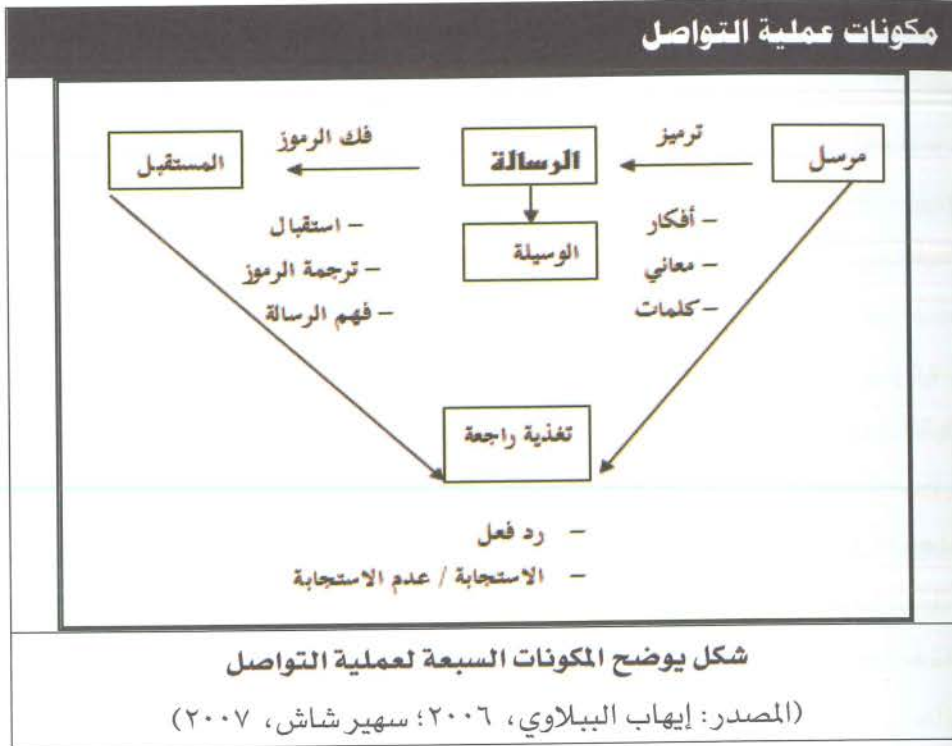 مكونات عملية التواصل
مرسل
ترميز
الرسالة
فك الرموز
المستقبل
– أفكار
– معاني
– كلمات
الوسيلة
– استقبال
– ترجمة الرموز
– فهم الرسالة
تغذية راجعة
– رد فعل
– الاستجابة / عدم الاستجابة
شكل يوضح المكونات السبعة لعملية التواصل
(المصدر: إيهاب الببلاوي، ٢٠٠٦؛ سهير شاش، ٢٠٠٧)